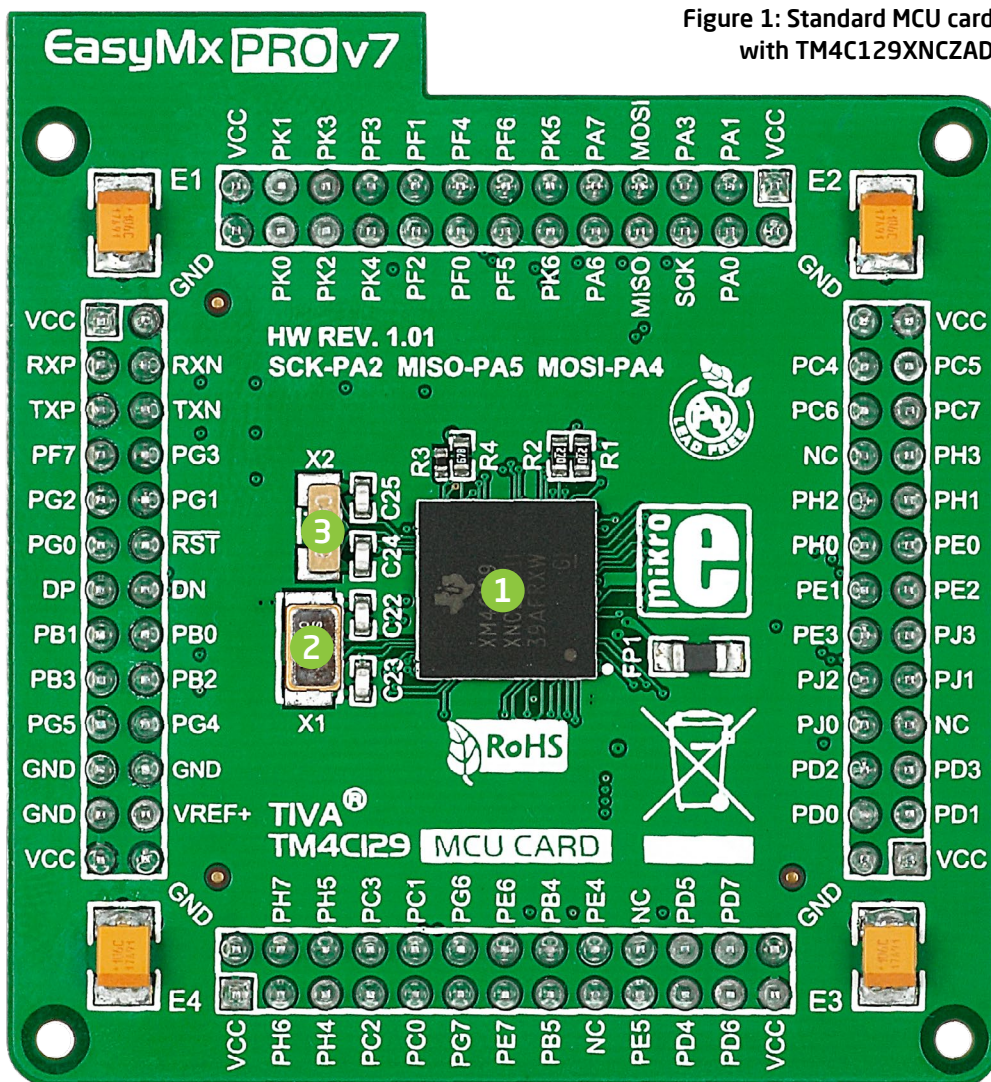 Figure 1: Standard MCU card
with TM4C129XNCZAD
EasyMx PRO v7
VCC PK1 PK3 PF3 PF1 PF4 PF6 PK5 PA7 MOSI PA3 PA1 VCC
E1
E2
GND PK0 PK2 PK4 PF2 PF0 PF5 PK6 PA6 MISO SCK PA0 GND
HW REV. 1.01
SCK-PA2 MISO-PA5 MOSI-PA4
VCC
RXP RXN
TXP TXN
PF7 PG3
PG2 PG1
PG0 RST
DP DN
PB1 PB0
PB3 PB2
PG5 PG4
GND GND
GND VREF+
VCC
GND
VCC
PC4 PC5
PC6 PC7
NC PH3
PH2 PH1
PH0 PE0
PE1 PE2
PE3 PJ3
PJ2 PJ1
PJ0 NC
PD2 PD3
PD0 PD1
VCC
GND
Pb
LEAD FREE
R3 R4 R2 R1
X2
C25
3
C24
1
C22
2
C23
X1
39AFRXW
G1
mikro
e
FP1
RoHS
TIVA®
TM4C129 MCU CARD
PH7 PH5 PC3 PC1 PG6 PE6 PB4 PE4 NC PD5 PD7
E4
E3
VCC PH6 PH4 PC2 PC0 PG7 PE7 PB5 NC PE5 PD4 PD6 VCC